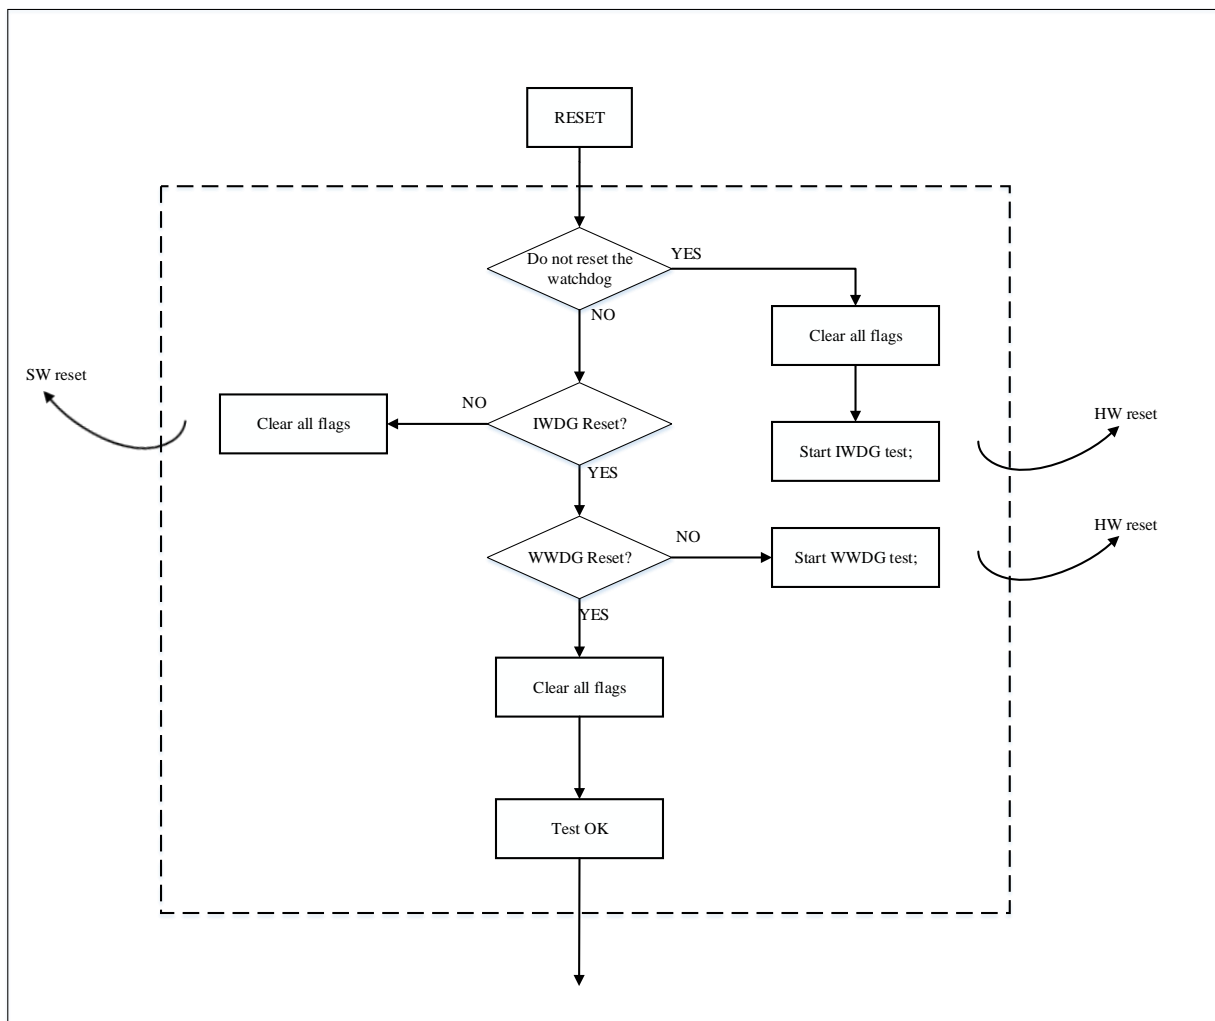 RESET
Do not reset the
watchdog
YES
NO
Clear all flags
SW reset
NO
Clear all flags
IWDG Reset?
Start IWDG test;
HW reset
YES
WWDG Reset?
NO
Start WWDG test;
HW reset
YES
Clear all flags
Test OK